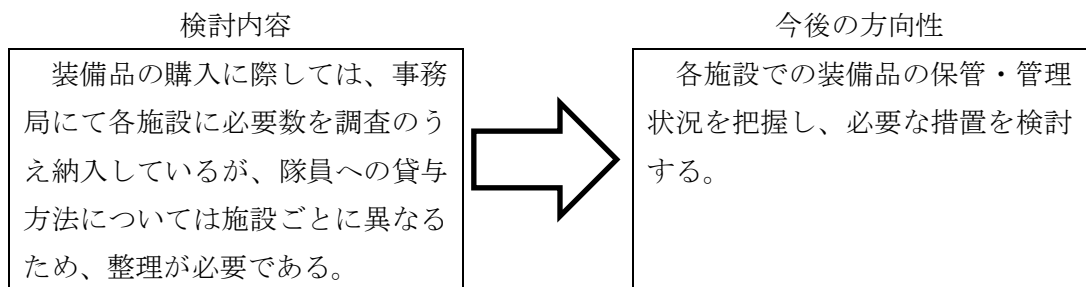 検討内容
装備品の購入に際しては、事務
局にて各施設に必要数を調査のう
え納入しているが、隊員への貸与
方法については施設ごとに異なる
ため、整理が必要である。
今後の方向性
各施設での装備品の保管・管理
状況を把握し、必要な措置を検討
する。